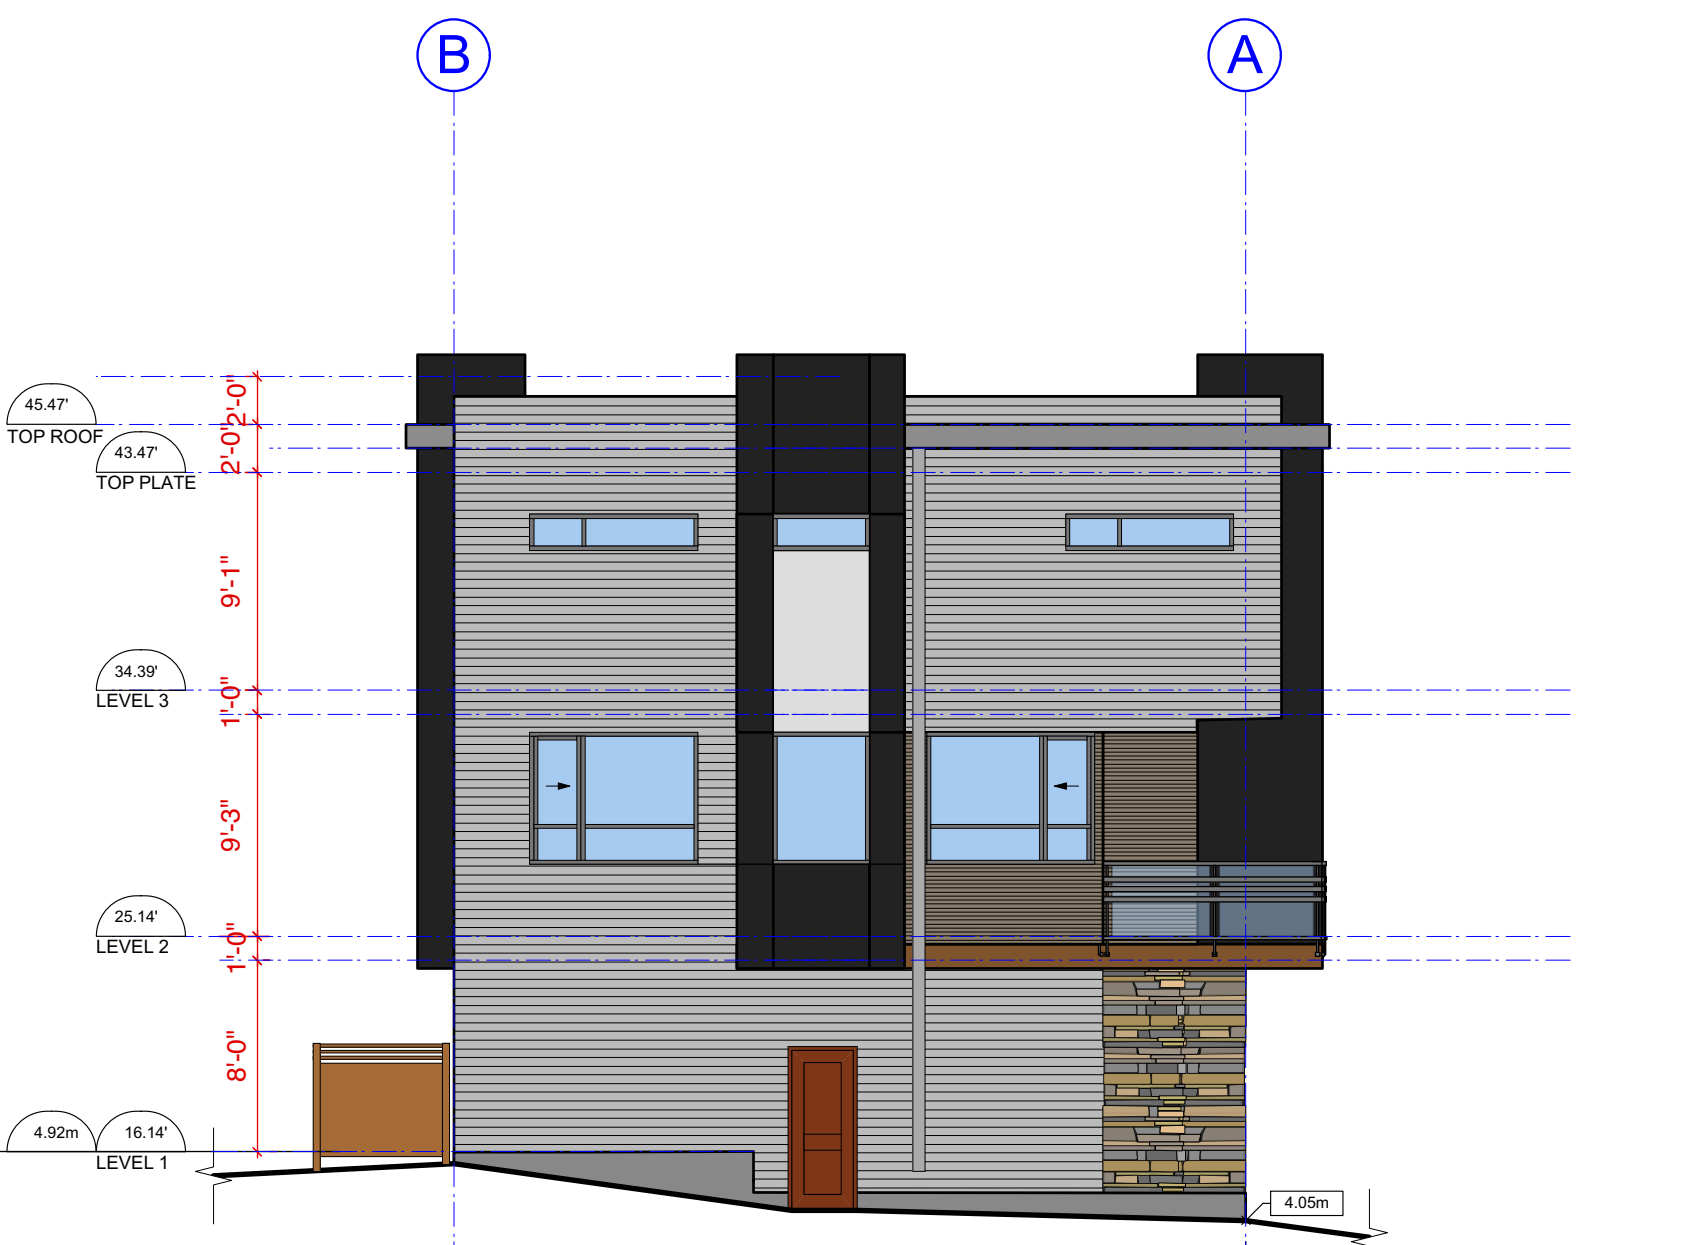 B
A
45.47'
TOP ROOF
43.47'
TOP PLATE
34.39'
LEVEL 3
25.14'
LEVEL 2
4.92m
16.14'
LEVEL 1
2'-0"
2'-0"
9'-1"
1'-0"
9'-3"
1'-0"
8'-0"
4.05m